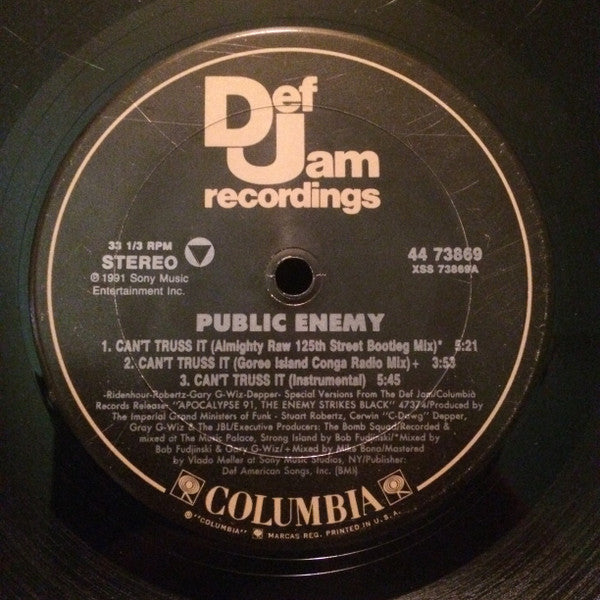 Def
Jam
recordings
33 1/3 RPM
STEREO
℗ 1991 Sony Music
Entertainment Inc.
44 73869
XSS 73869A
PUBLIC ENEMY
1. CAN'T TRUSS IT (Almighty Raw 125th Street Bootleg Mix)* 5:21
2. CAN'T TRUSS IT (Goree Island Conga Radio Mix)+ 3:53
3. CAN'T TRUSS IT (Instrumental) 5:45
-Ridenhour-Robertz-Gary G-Wiz-Depper- Special Versions From The Def Jam/Columbia
Records Release. "APOCALYPSE 91, THE ENEMY STRIKES BLACK" 47374/Produced by
The Imperial Grand Ministers of Funk - Stuart Robertz, Cerwin "C-Dawg" Depper,
Gray G-Wiz & The JBL/Executive Producers: The Bomb Squad/Recorded &
mixed at The Music Palace, Strong Island by Bob Fudjinski/*Mixed by
Bob Fudjinski & Gary G-Wiz/+Mixed by Mike Bono/Mastered
by Vlado Meller at Sony Music Studios, NY/Publisher:
Def American Songs, Inc. (BMI)
COLUMBIA
®"COLUMBIA" MARCAS REG. PRINTED IN U.S.A.